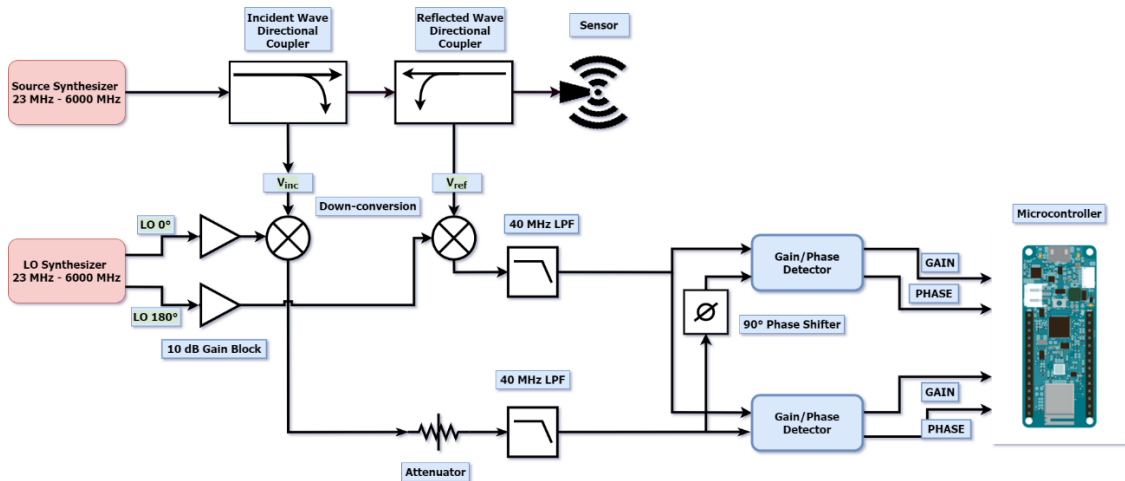 Incident Wave
Directional
Coupler
Reflected Wave
Directional
Coupler
Sensor
Source Synthesizer
23 MHz - 6000 MHz
Vinc
Vref
Down-conversion
LO 0°
40 MHz LPF
Microcontroller
LO Synthesizer
23 MHz - 6000 MHz
Gain/Phase
Detector
GAIN
PHASE
LO 180°
90° Phase Shifter
10 dB Gain Block
40 MHz LPF
GAIN
Gain/Phase
Detector
PHASE
Attenuator